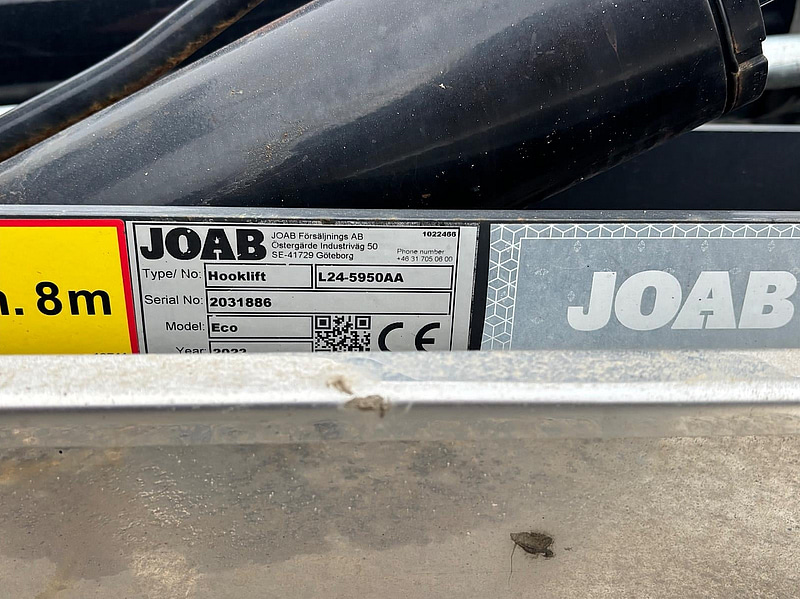 n. 8m
JOAB
JOAB Försäljnings AB
Östergärde Industriväg 50
SE-41729 Göteborg
1022466
Phone number
+46 31 705 06 00
Type/ No: Hooklift L24-5950AA
Serial No: 2031886
Model: Eco
CE
Year
JOAB